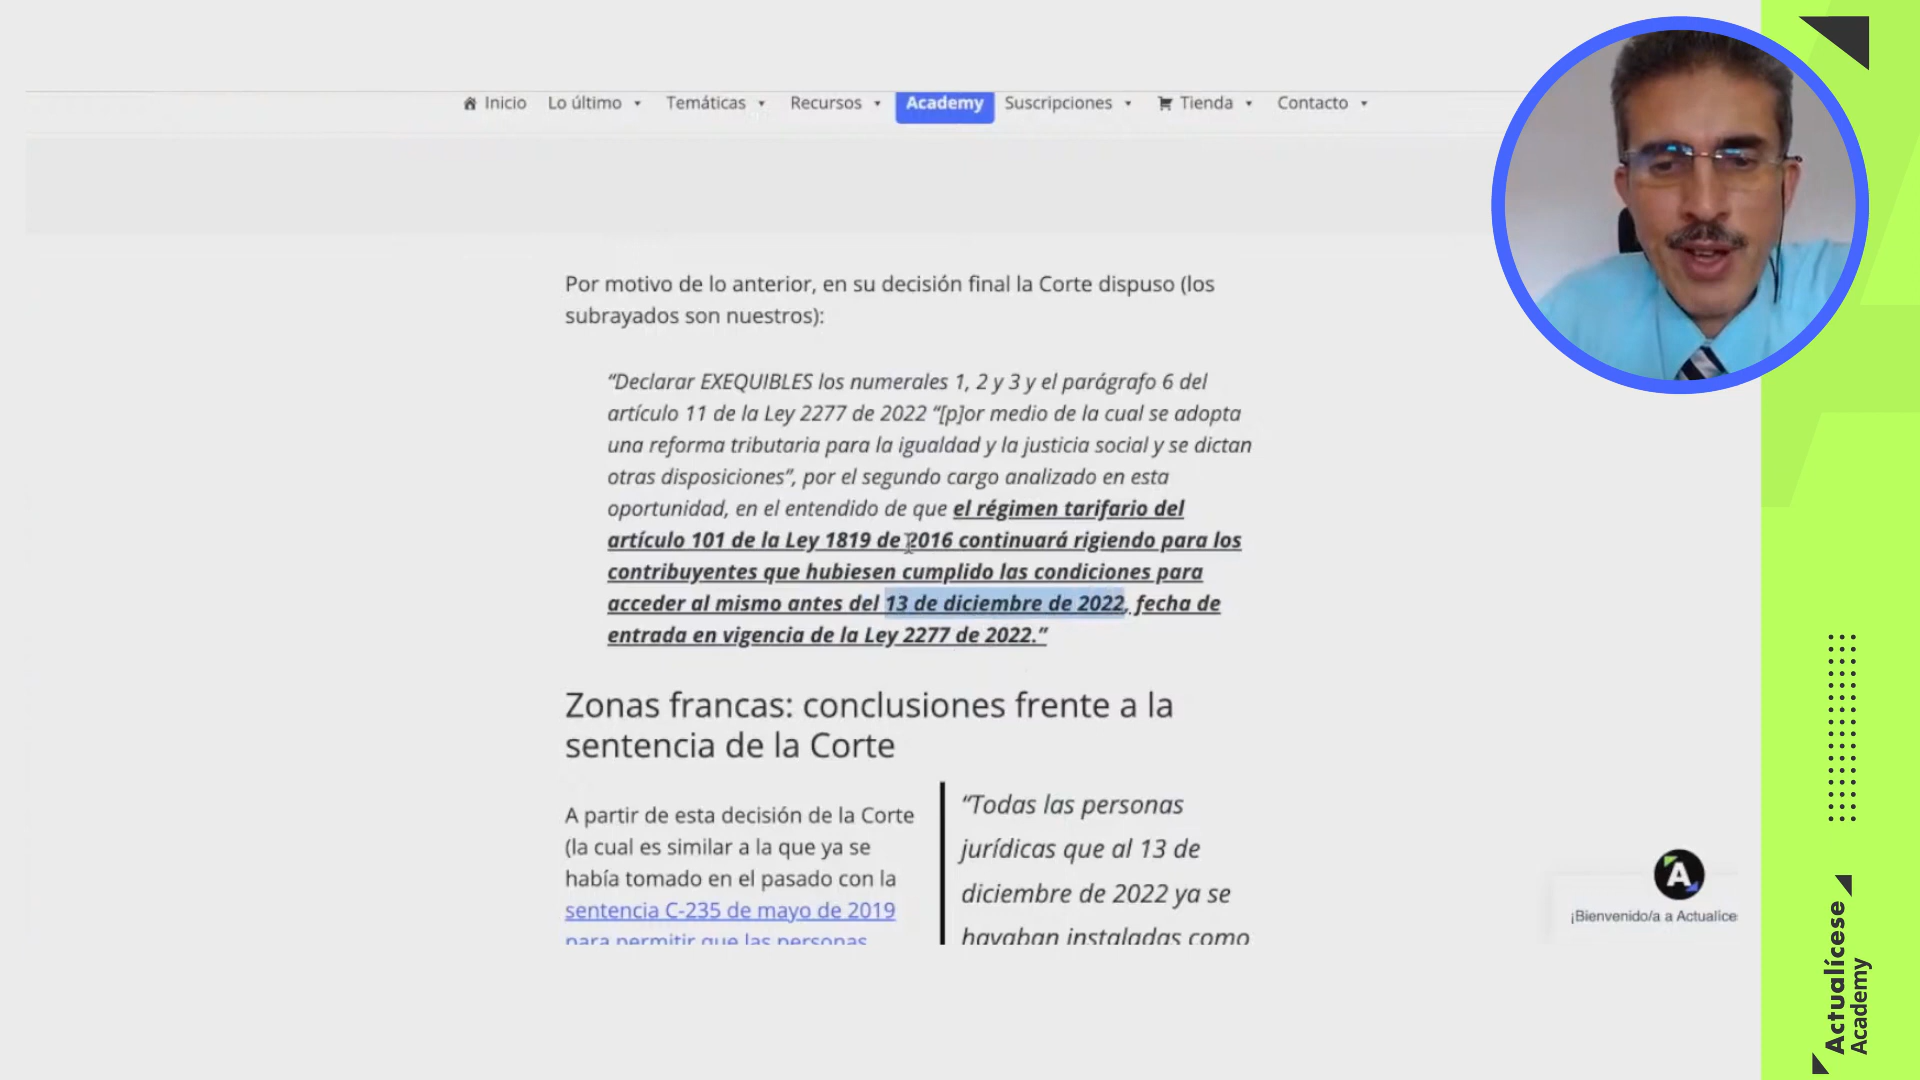 Inicio Lo último Temáticas Recursos Academy Suscripciones Tienda Contacto
Por motivo de lo anterior, en su decisión final la Corte dispuso (los
subrayados son nuestros):
“Declarar EXEQUIBLES los numerales 1, 2 y 3 y el parágrafo 6 del
artículo 11 de la Ley 2277 de 2022 “[p]or medio de la cual se adopta
una reforma tributaria para la igualdad y la justicia social y se dictan
otras disposiciones”, por el segundo cargo analizado en esta
oportunidad, en el entendido de que el régimen tarifario del
artículo 101 de la Ley 1819 de 2016 continuará rigiendo para los
contribuyentes que hubiesen cumplido las condiciones para
acceder al mismo antes del 13 de diciembre de 2022, fecha de
entrada en vigencia de la Ley 2277 de 2022.”
Zonas francas: conclusiones frente a la
sentencia de la Corte
A partir de esta decisión de la Corte
(la cual es similar a la que ya se
había tomado en el pasado con la
sentencia C-235 de mayo de 2019
para permitir que las personas
“Todas las personas
jurídicas que al 13 de
diciembre de 2022 ya se
hayaban instaladas como
A
¡Bienvenido/a a Actualíce
Actualícese
Academy